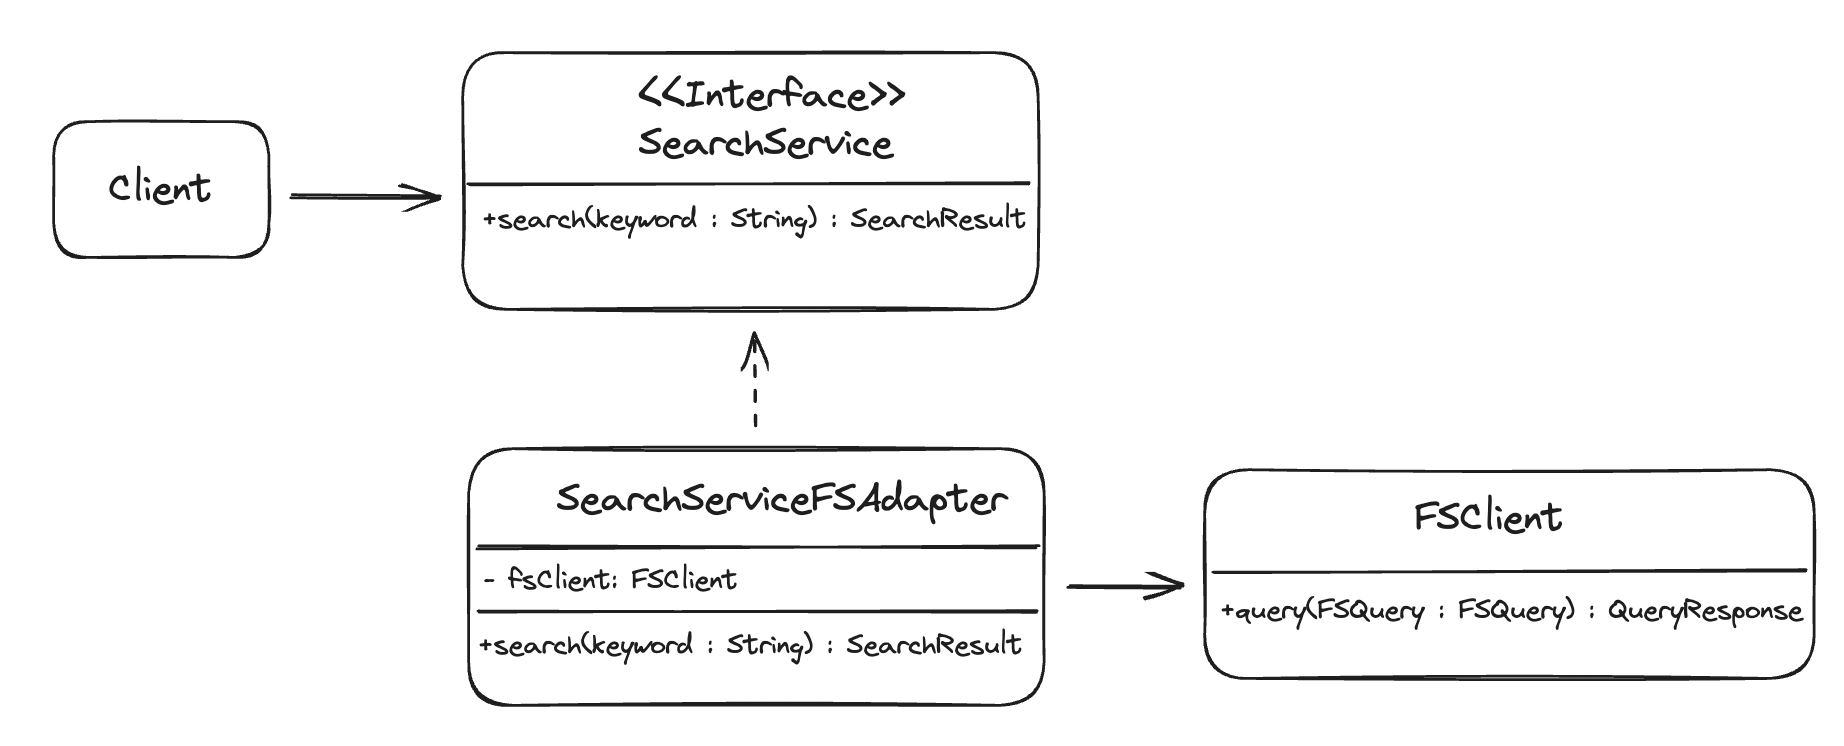 Client
<<Interface>>
SearchService
+search(keyword : String) : SearchResult
SearchServiceFSAdapter
- fsClient: FSClient
+search(keyword : String) : SearchResult
FSClient
+query(FSQuery : FSQuery) : QueryResponse